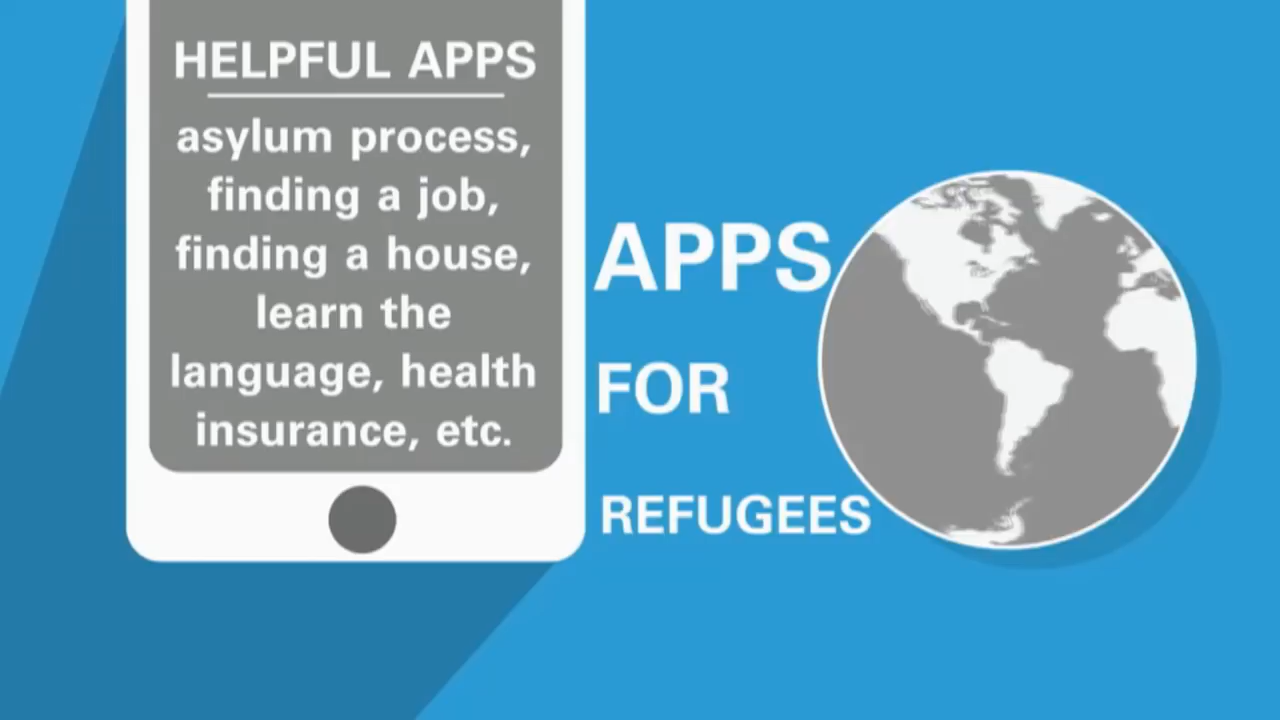 HELPFUL APPS
asylum process,
finding a job,
finding a house,
learn the
language, health
insurance, etc.
APPS
FOR
REFUGEES